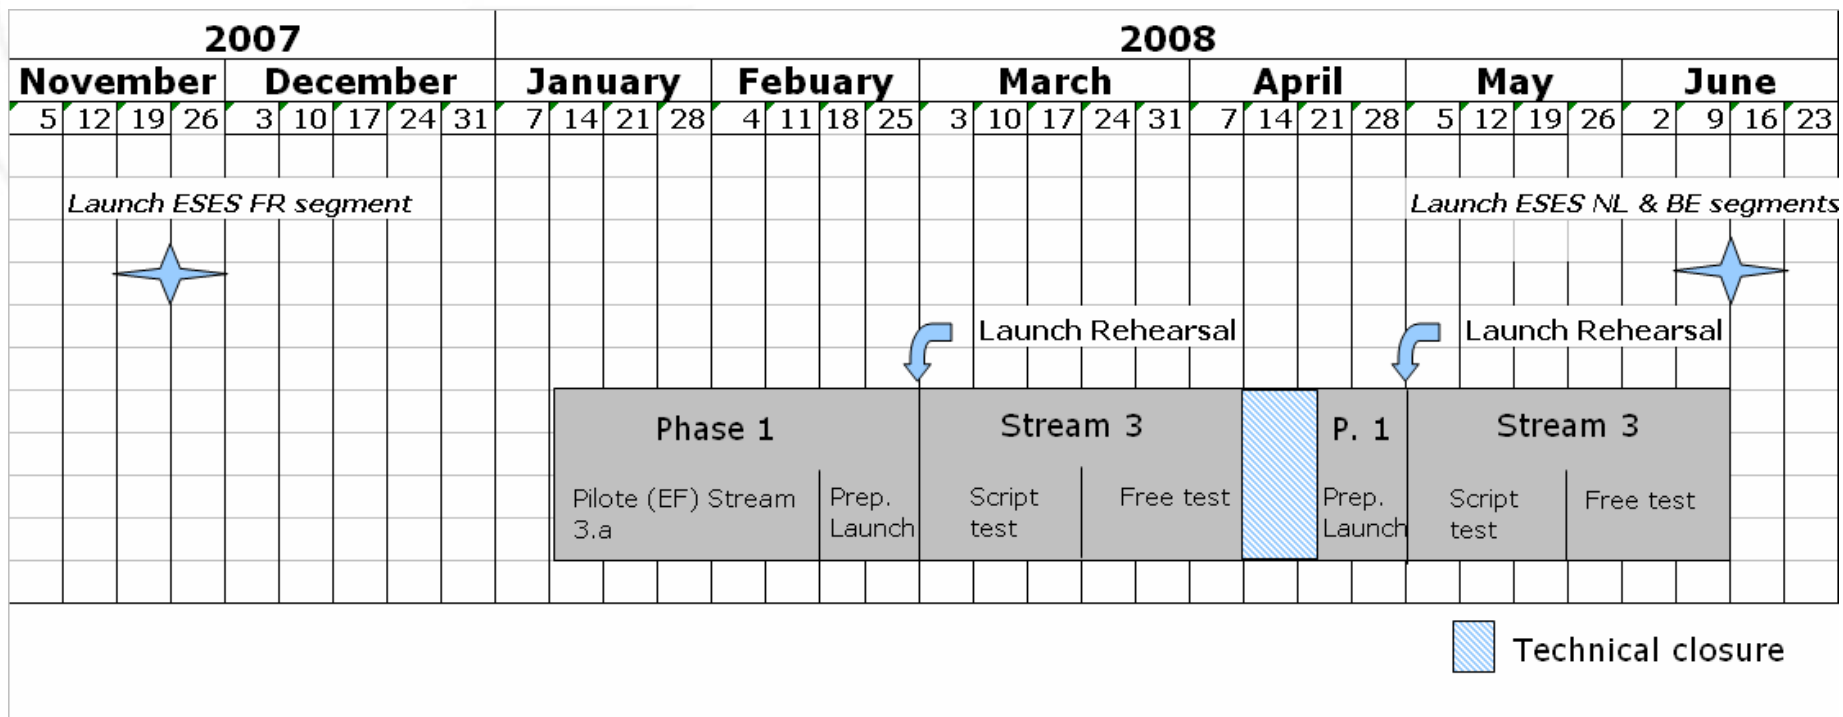 2007 2008
November December January Febuary March April May June
5 12 19 26 3 10 17 24 31 7 14 21 28 4 11 18 25 3 10 17 24 31 7 14 21 28 5 12 19 26 2 9 16 23
Launch ESES FR segment Launch ESES NL & BE segments
Launch Rehearsal Launch Rehearsal
Phase 1 Stream 3 P. 1 Stream 3
Pilote (EF) Stream Prep. Script Free test Prep. Script Free test
3.a Launch test Launch test
Technical closure